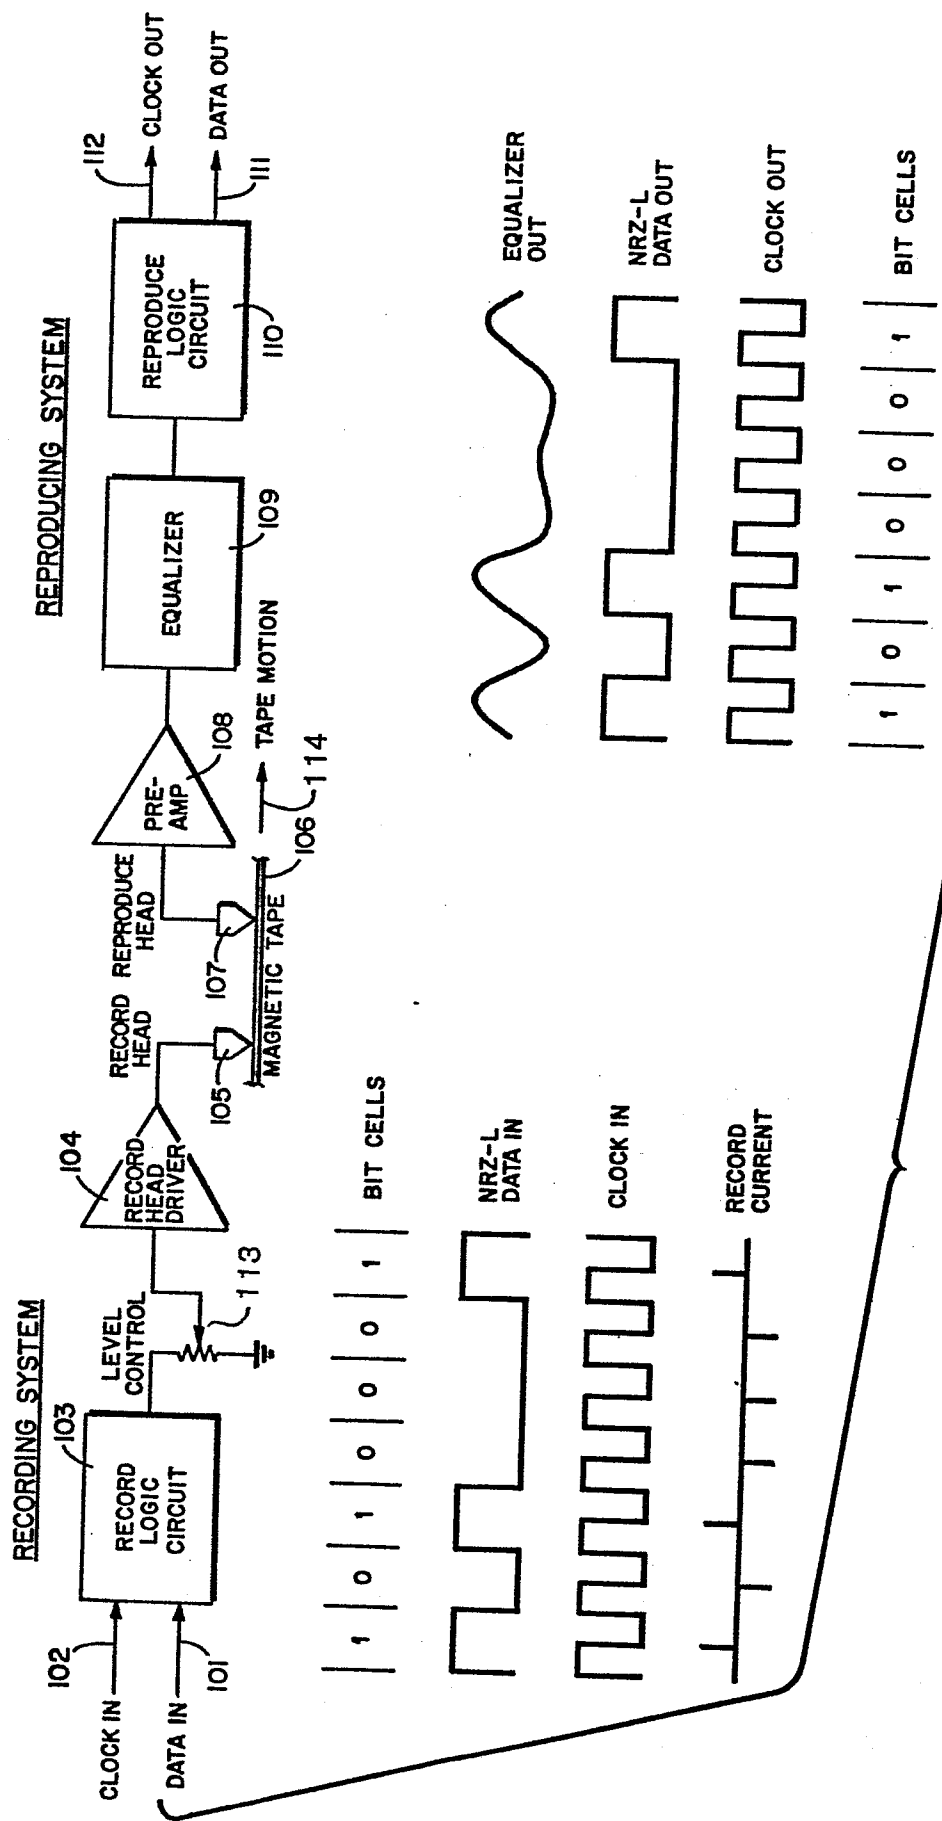 RECORDING SYSTEM
REPRODUCING SYSTEM
CLOCK IN
102
DATA IN
101
RECORD
LOGIC
CIRCUIT
103
LEVEL
CONTROL
113
RECORD
HEAD
DRIVER
104
RECORD
HEAD
105
REPRODUCE
HEAD
107
MAGNETIC TAPE
106
TAPE MOTION
114
PRE-
AMP
108
EQUALIZER
109
REPRODUCE
LOGIC
CIRCUIT
110
112
CLOCK OUT
111
DATA OUT
1 0 1 0 0 0 1
BIT CELLS
NRZ-L
DATA IN
CLOCK IN
RECORD
CURRENT
EQUALIZER
OUT
NRZ-L
DATA OUT
CLOCK OUT
1 0 1 0 0 0 1
BIT CELLS